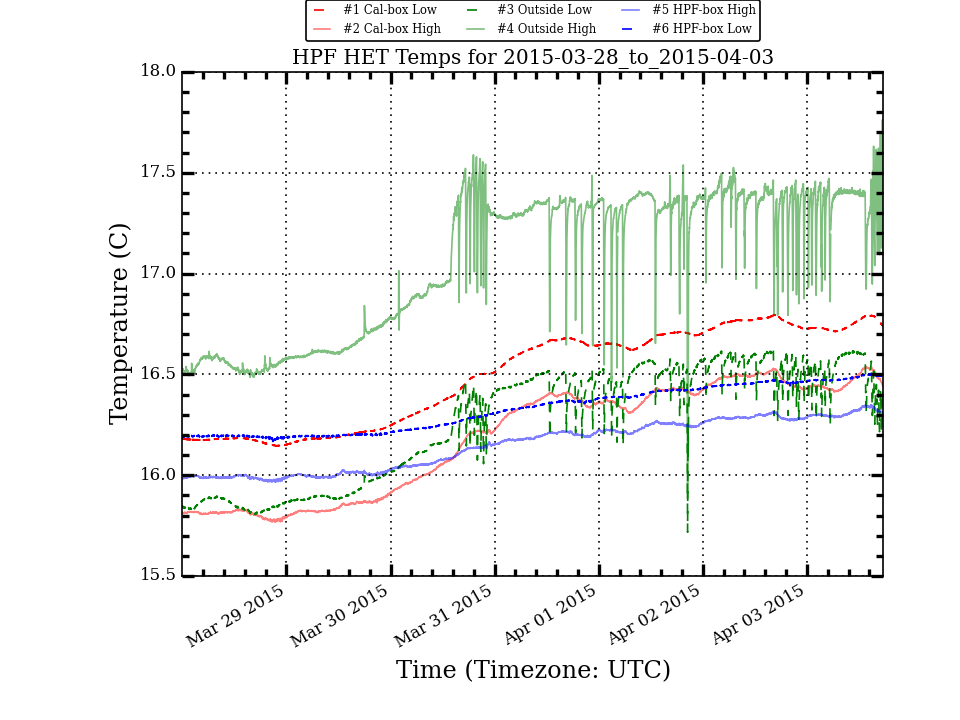 #1 Cal-box Low #3 Outside Low #5 HPF-box High
#2 Cal-box High #4 Outside High #6 HPF-box Low
HPF HET Temps for 2015-03-28_to_2015-04-03
18.0
17.5
17.0
16.5
16.0
15.5
Temperature (C)
Mar 29 2015 Mar 30 2015 Mar 31 2015 Apr 01 2015 Apr 02 2015 Apr 03 2015
Time (Timezone: UTC)